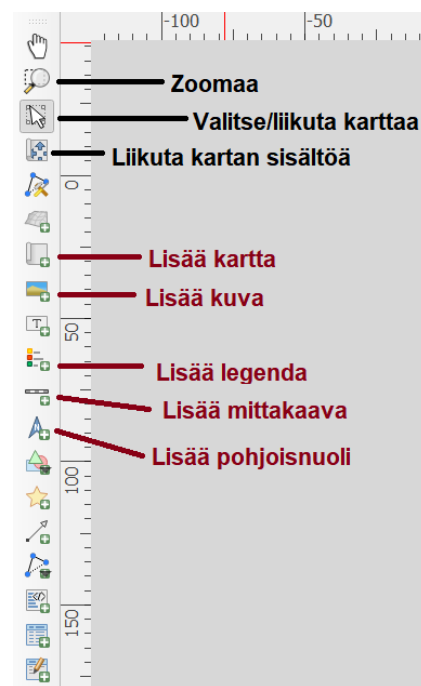 -100
-50
Zoomaa
Valitse/liikuta karttaa
Liikuta kartan sisältöä
0
Lisää kartta
Lisää kuva
T
50
Lisää legenda
Lisää mittakaava
Lisää pohjoisnuoli
100
</>
150